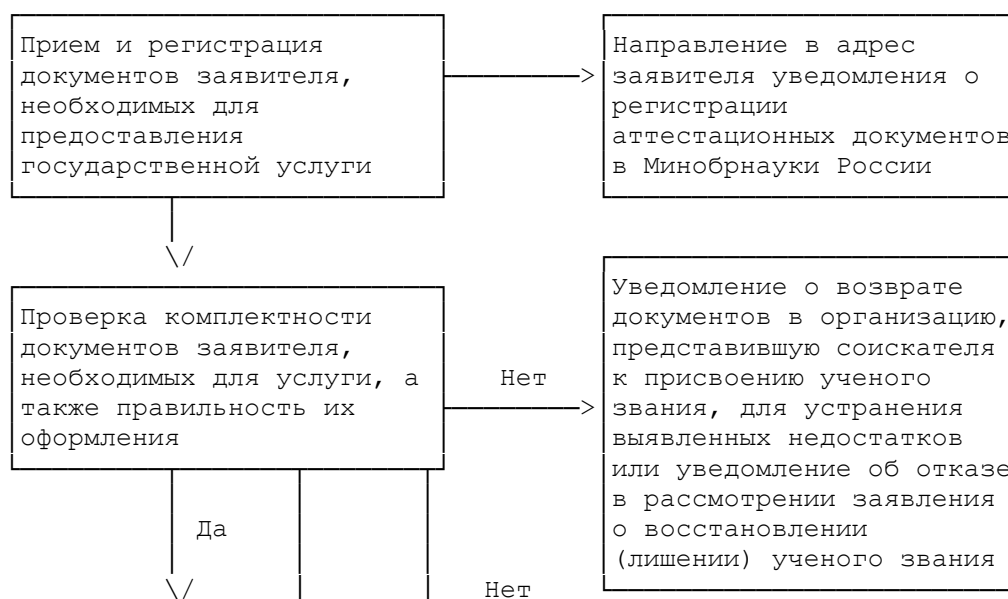 Прием и регистрация
документов заявителя,
необходимых для
предоставления
государственной услуги
Направление в адрес
заявителя уведомления о
регистрации
аттестационных документов
в Минобрнауки России
Проверка комплектности
документов заявителя,
необходимых для услуги, а
также правильность их
оформления
Нет
Уведомление о возврате
документов в организацию,
представившую соискателя
к присвоению ученого
звания, для устранения
выявленных недостатков
или уведомление об отказе
в рассмотрении заявления
о восстановлении
(лишении) ученого звания
Да
Нет